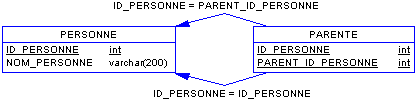 ID_PERSONNE = PARENT_ID_PERSONNE
PERSONNE
ID_PERSONNE int
NOM_PERSONNE varchar(200)
PARENTE
ID_PERSONNE int
PARENT_ID_PERSONNE int
ID_PERSONNE = ID_PERSONNE